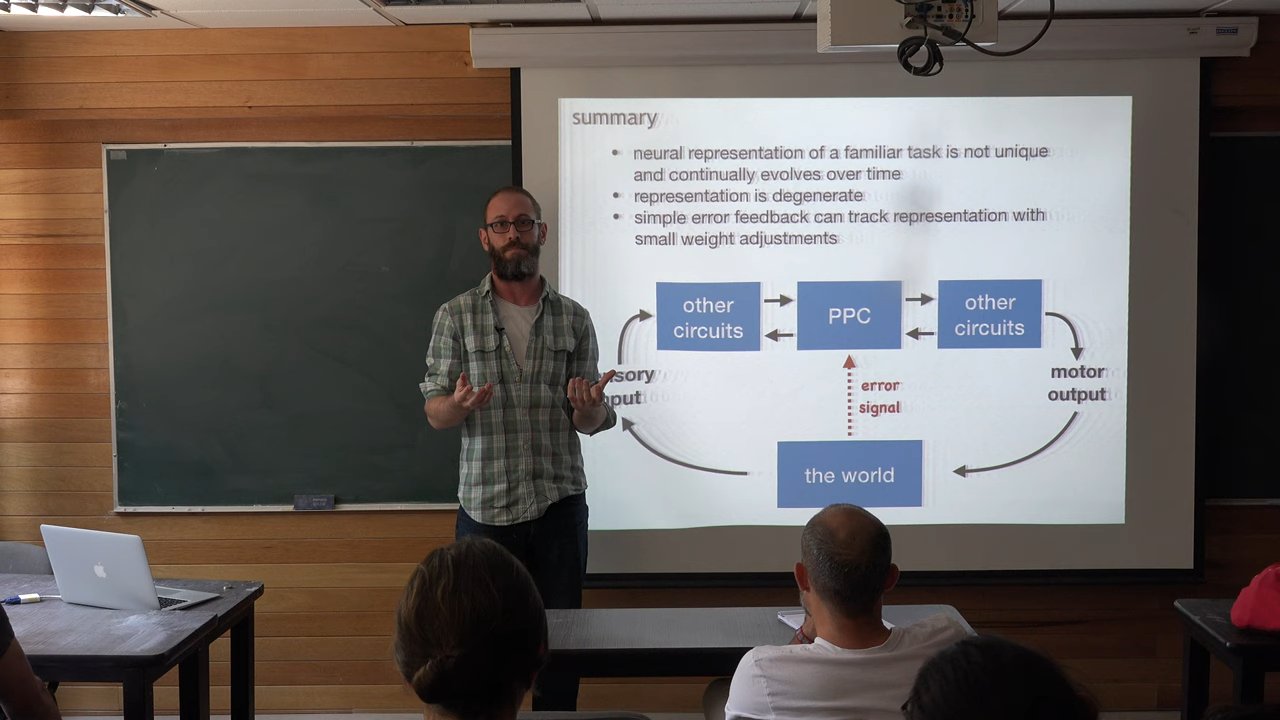 summary
• neural representation of a familiar task is not unique
and continually evolves over time
• representation is degenerate
• simple error feedback can track representation with
small weight adjustments
other
circuits
PPC
other
circuits
motor
output
error
signal
the world